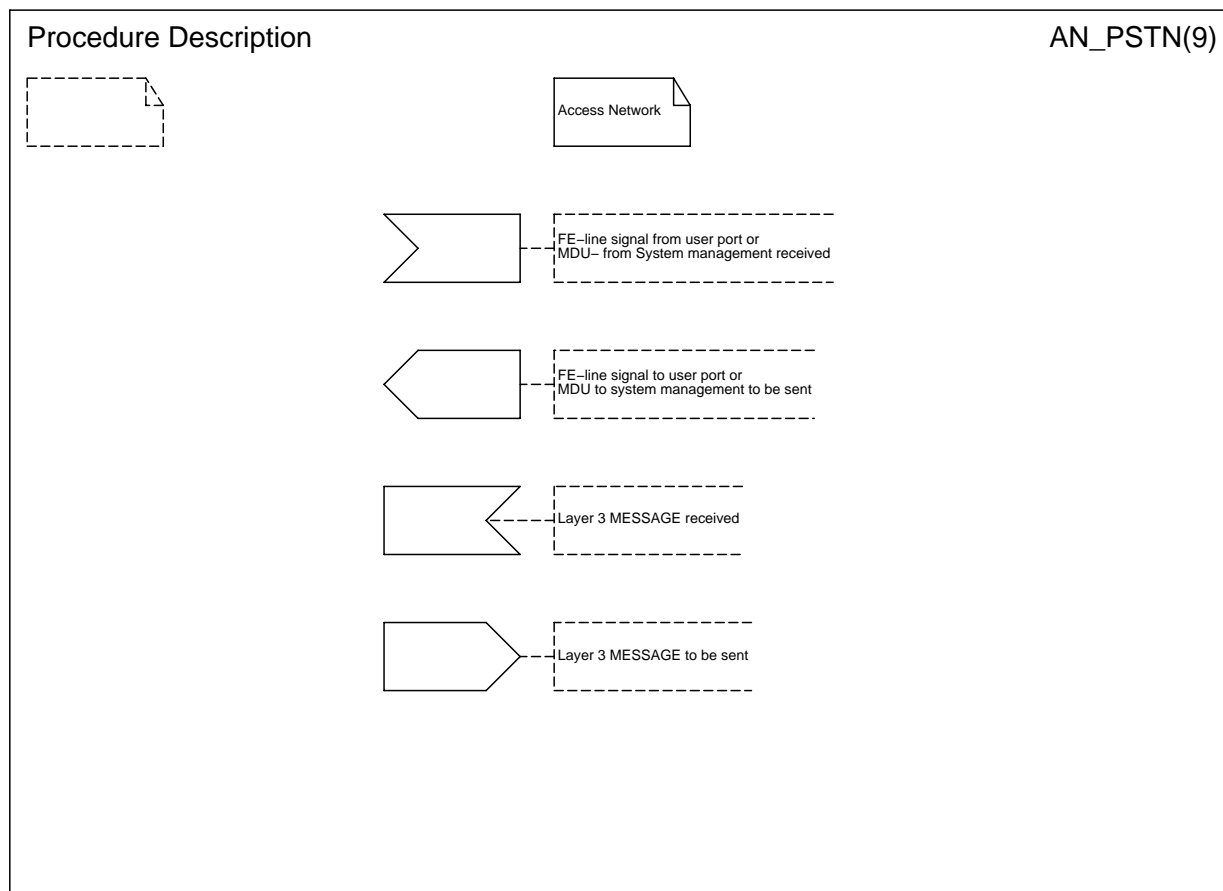 Procedure Description
AN_PSTN(9)
Access Network
FE−line signal from user port or
MDU− from System management received
FE−line signal to user port or
MDU to system management to be sent
Layer 3 MESSAGE received
Layer 3 MESSAGE to be sent